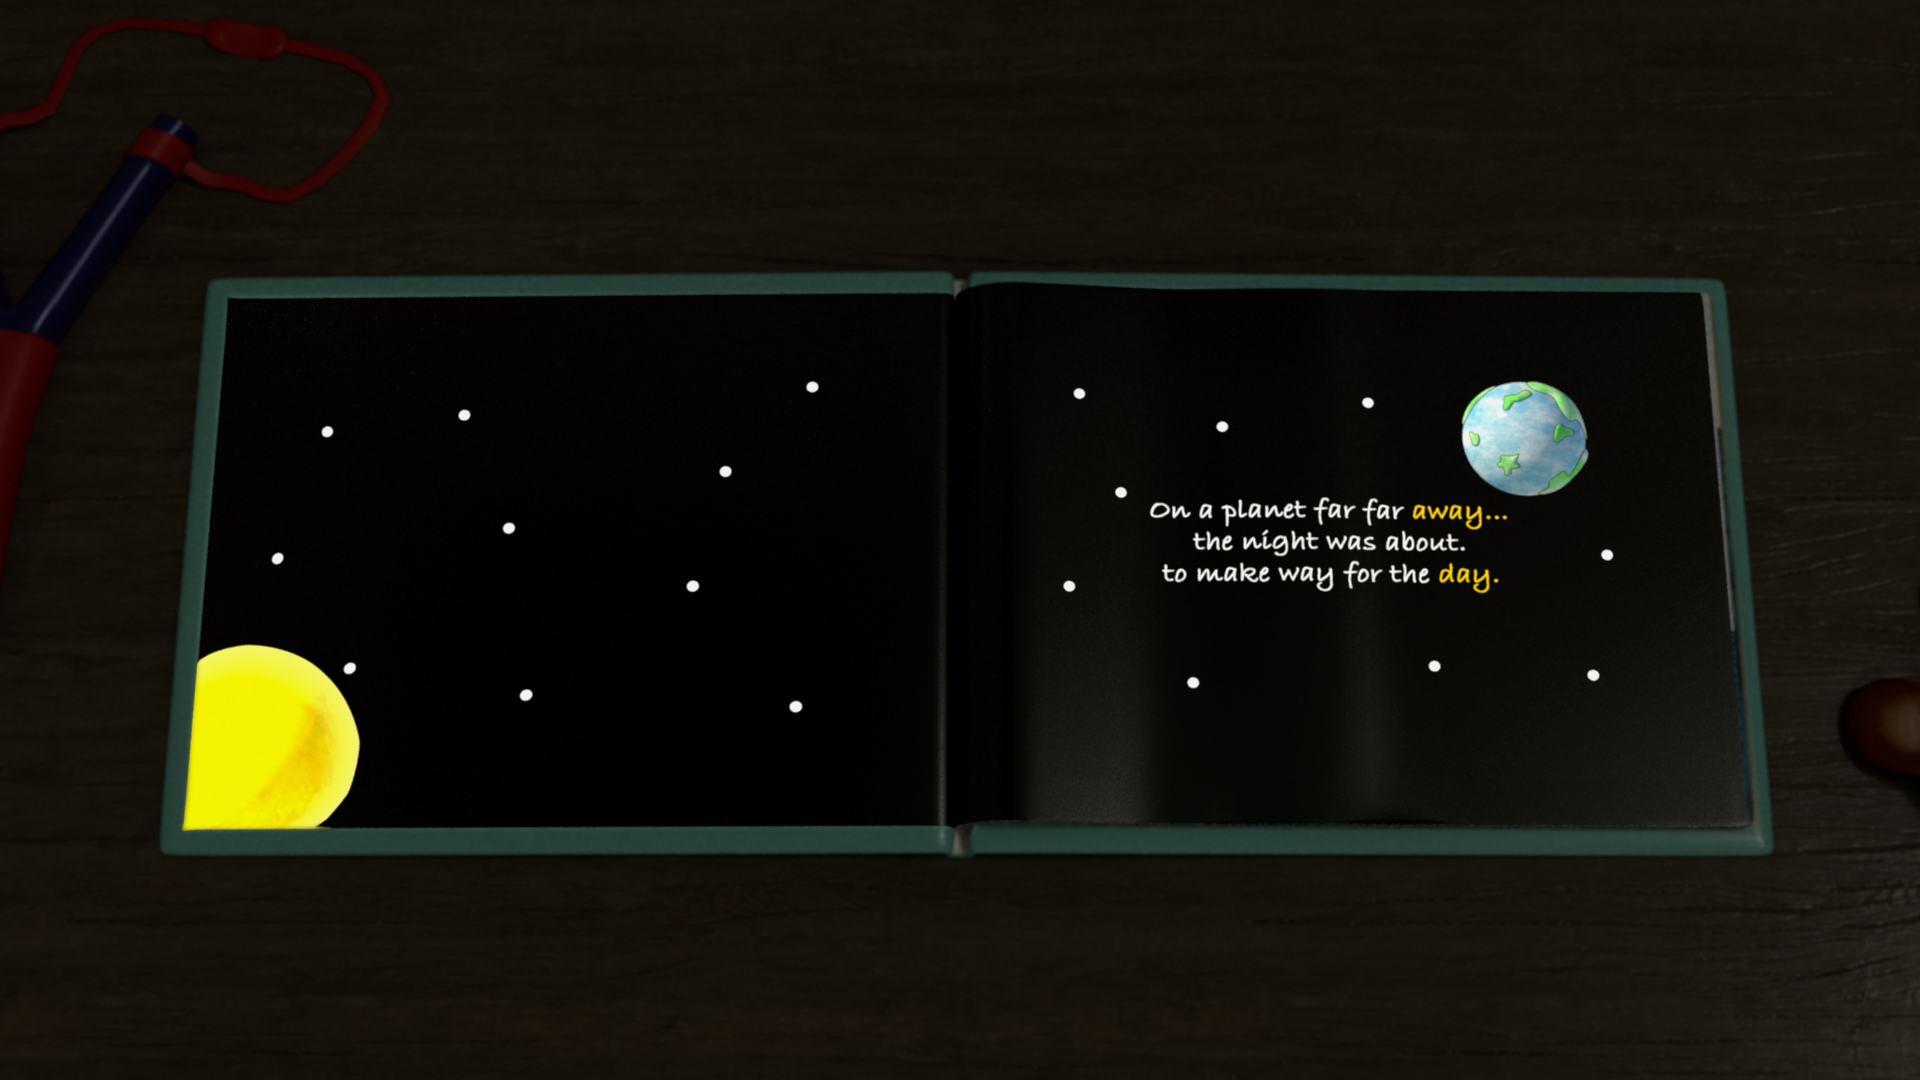 On a planet far far away...
the night was about.
to make way for the day.